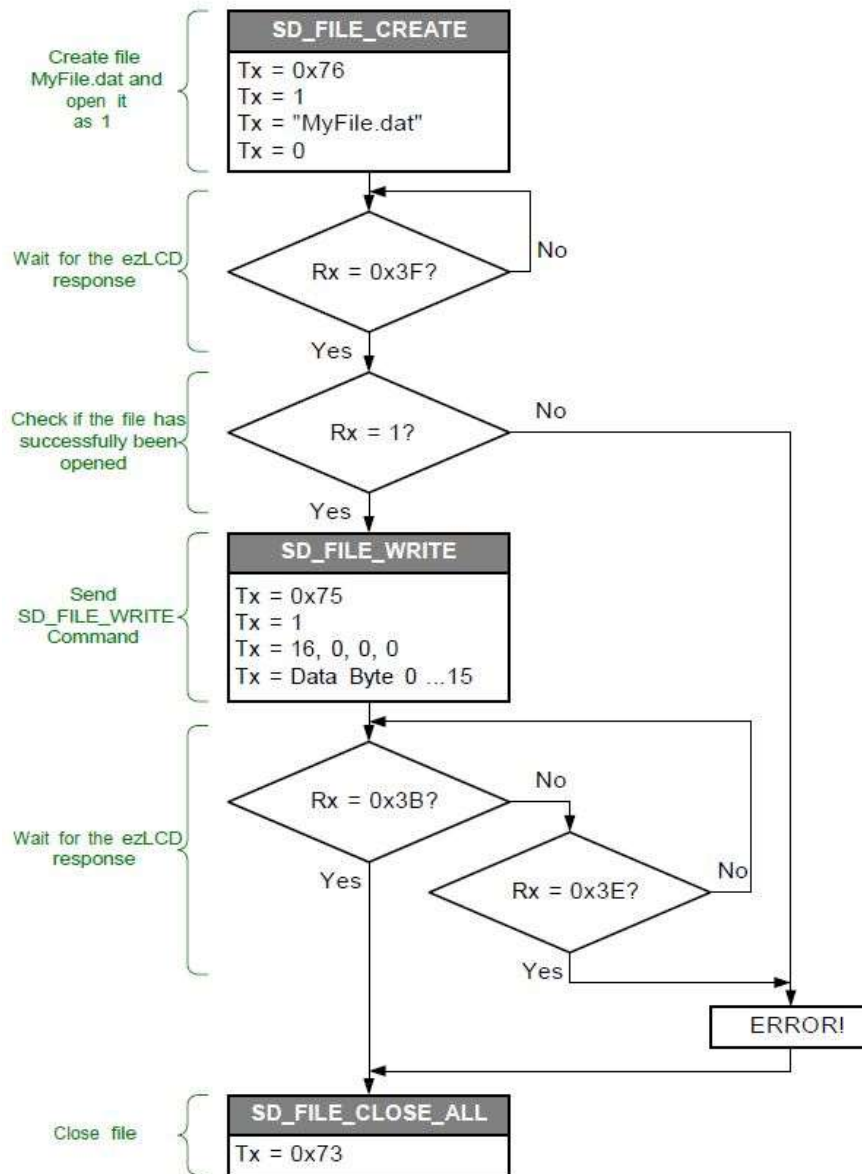 SD_FILE_CREATE
Create file
MyFile.dat and
open it
as 1
Tx = 0x76
Tx = 1
Tx = "MyFile.dat"
Tx = 0
Wait for the ezLCD
response
Rx = 0x3F?
No
Yes
Check if the file has
successfully been
opened
Rx = 1?
No
Yes
SD_FILE_WRITE
Send
SD_FILE_WRITE
Command
Tx = 0x75
Tx = 1
Tx = 16, 0, 0, 0
Tx = Data Byte 0 ...15
Wait for the ezLCD
response
Rx = 0x3B?
No
Yes
Rx = 0x3E?
No
Yes
ERROR!
SD_FILE_CLOSE_ALL
Close file
Tx = 0x73